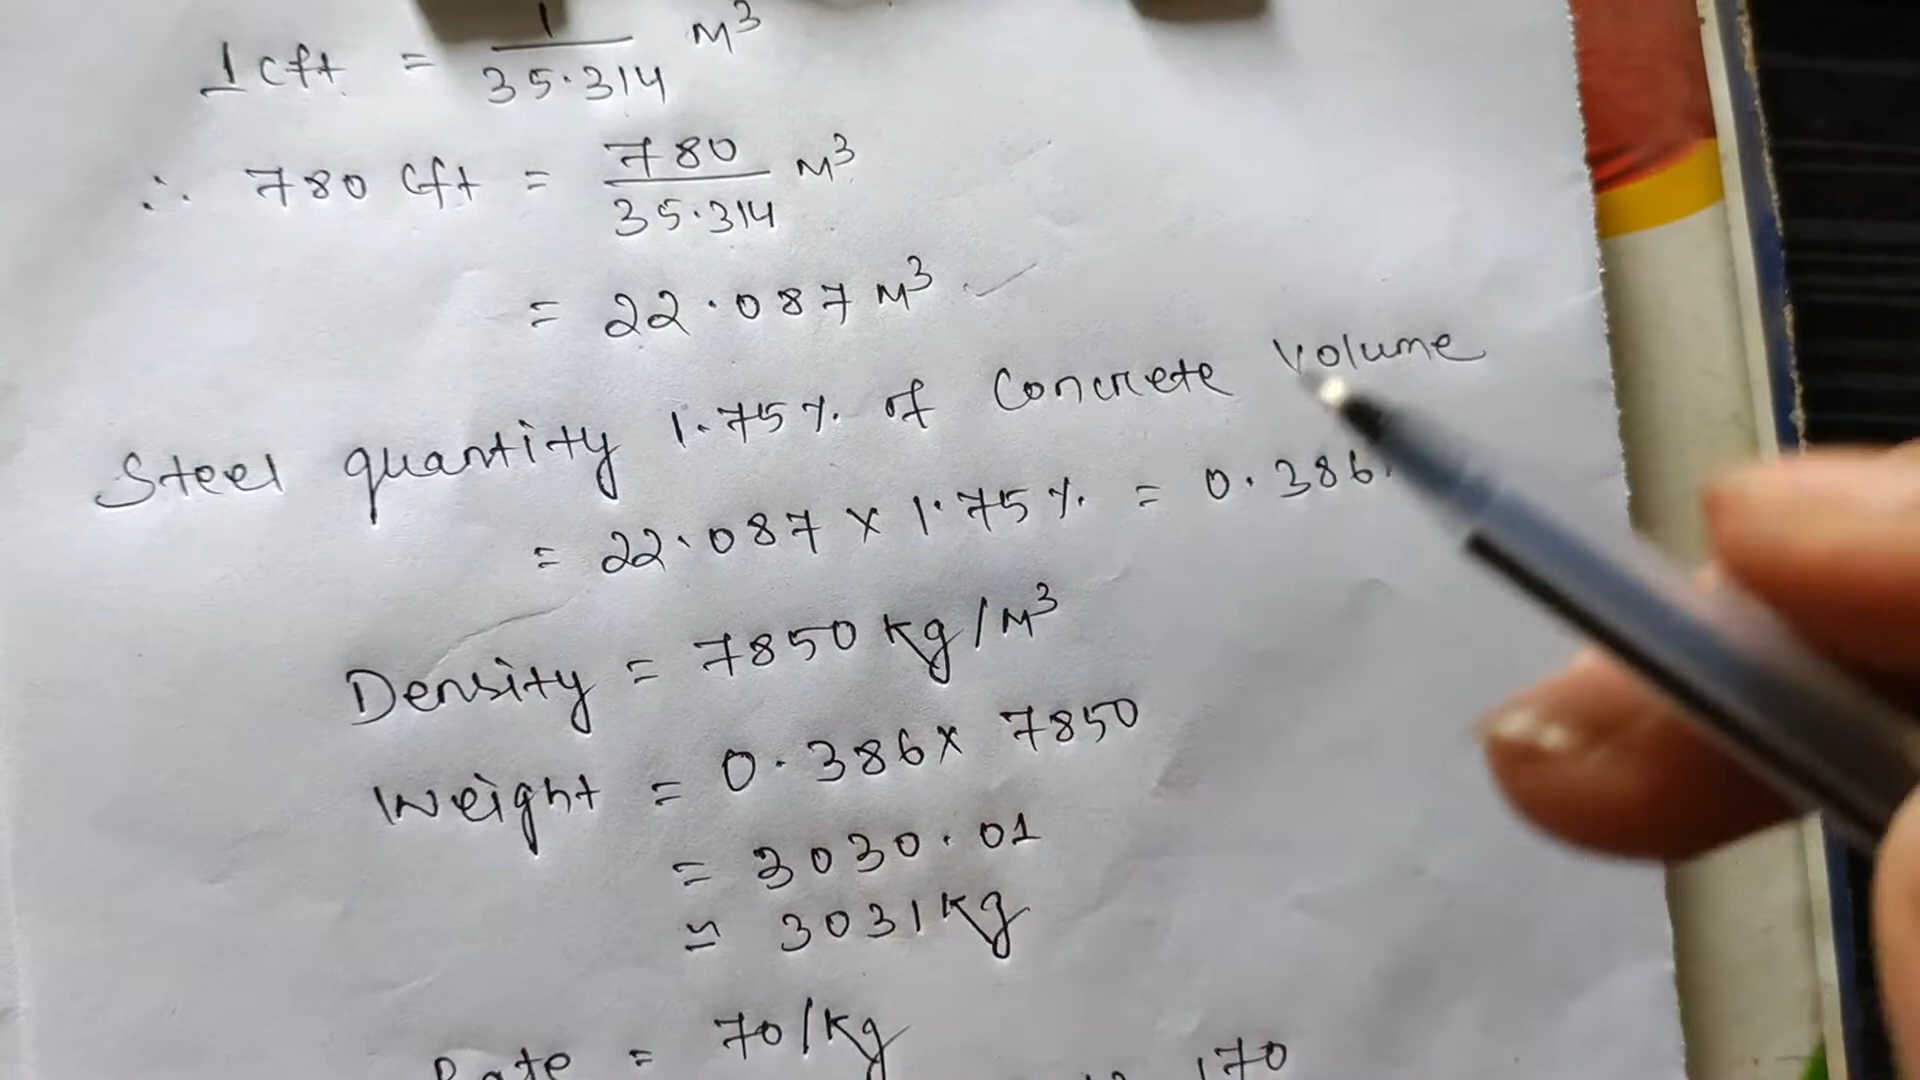 1 cft = 1/35.314 M³
∴ 780 cft = 780/35.314 M³
= 22.087 M³
Steel quantity 1.75% of Concrete Volume
= 22.087 × 1.75% = 0.386
Density = 7850 kg/M³
Weight = 0.386 × 7850
= 3030.01
≃ 3031 kg
Rate = 70/kg
170